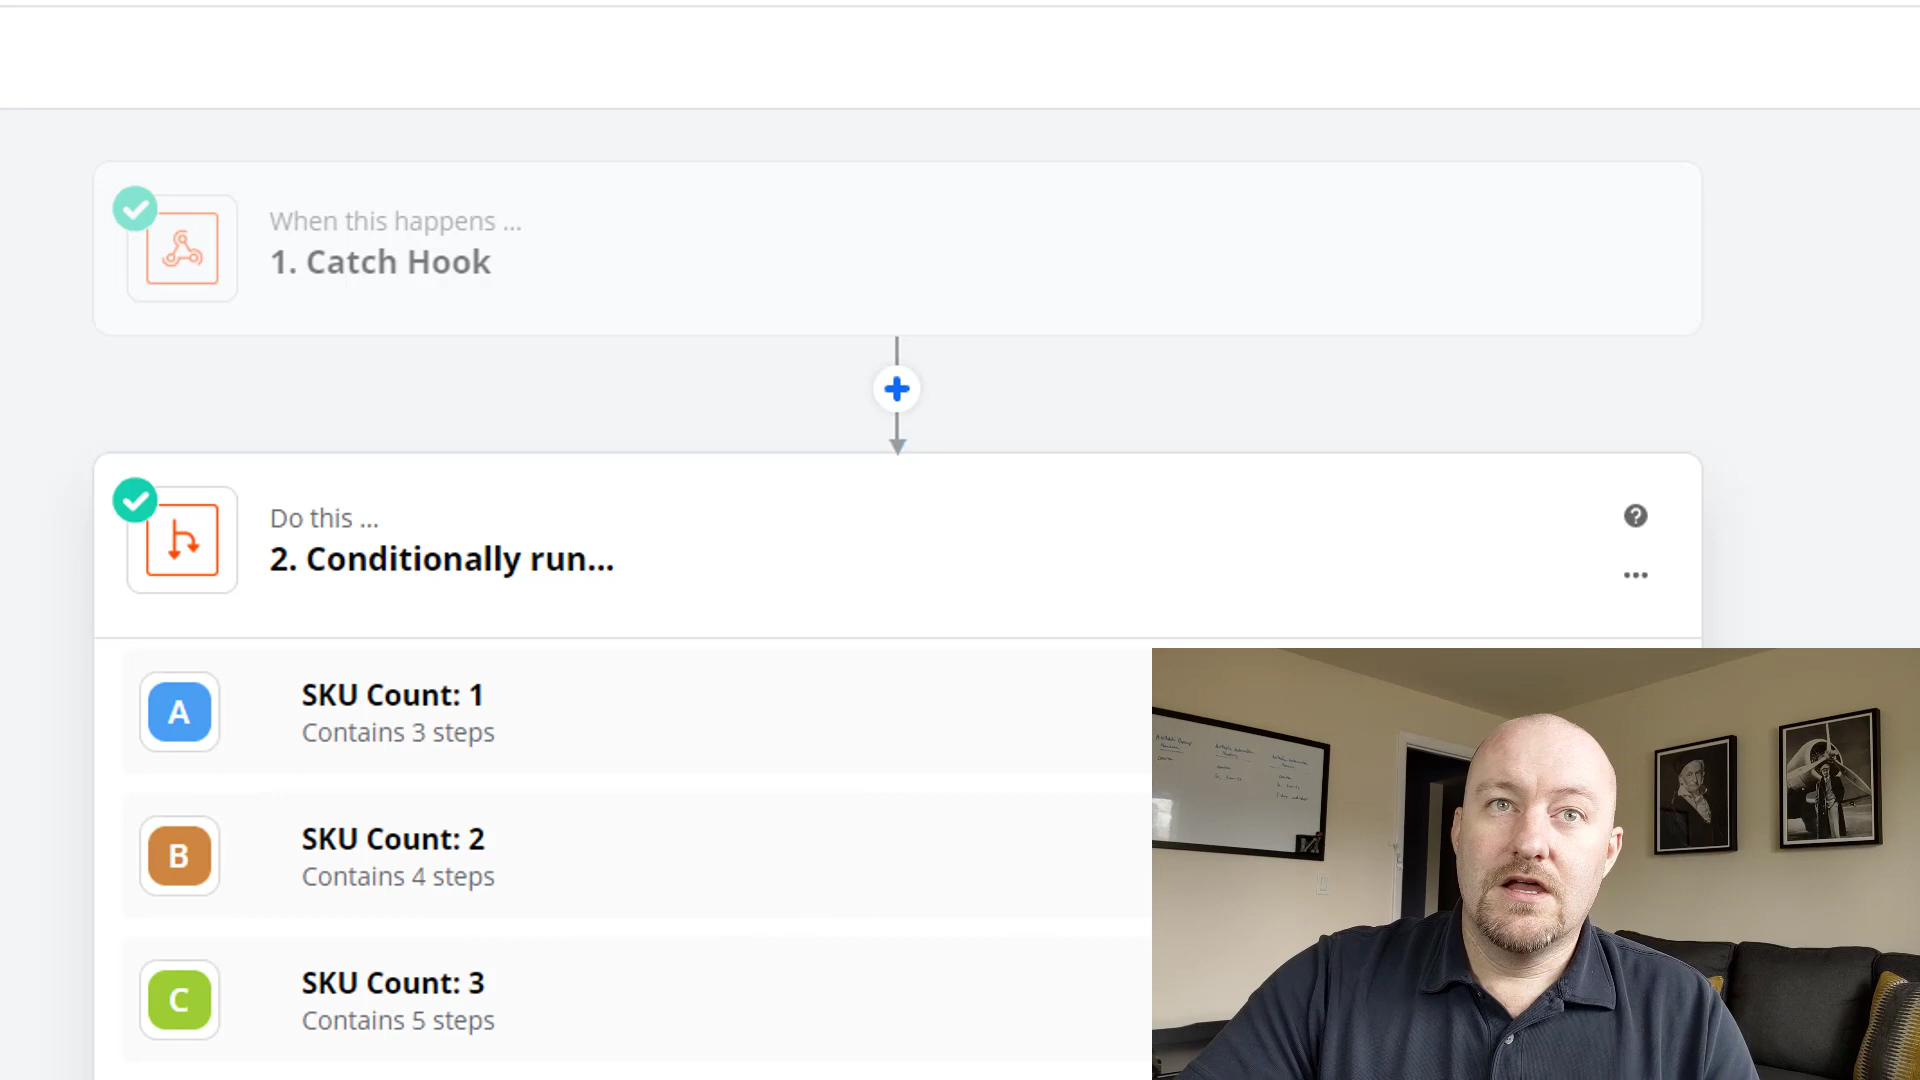 When this happens ...
1. Catch Hook
Do this ...
2. Conditionally run...
A
SKU Count: 1
Contains 3 steps
B
SKU Count: 2
Contains 4 steps
C
SKU Count: 3
Contains 5 steps